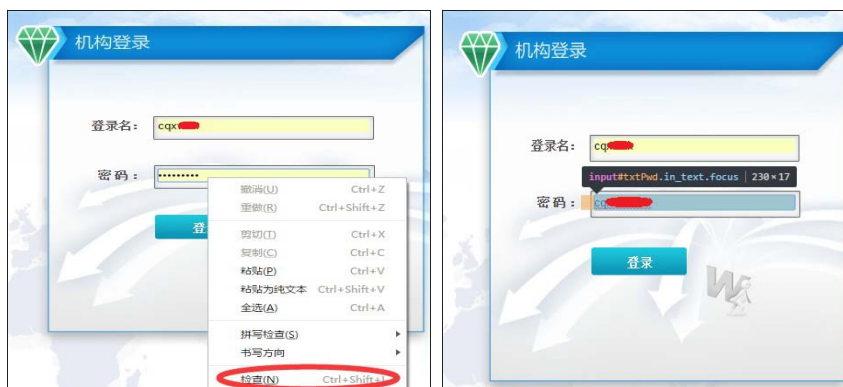 机构登录
登录名：
cqx
密码：
•••••••••
登
撤消(U) Ctrl+Z
重做(R) Ctrl+Shift+Z
剪切(T) Ctrl+X
复制(C) Ctrl+C
粘贴(P) Ctrl+V
粘贴为纯文本 Ctrl+Shift+V
全选(A) Ctrl+A
拼写检查(S)
书写方向
检查(N) Ctrl+Shift+I
机构登录
登录名：
cq
input#txtPwd.in_text.focus 230×17
密码：
cq
登录
W